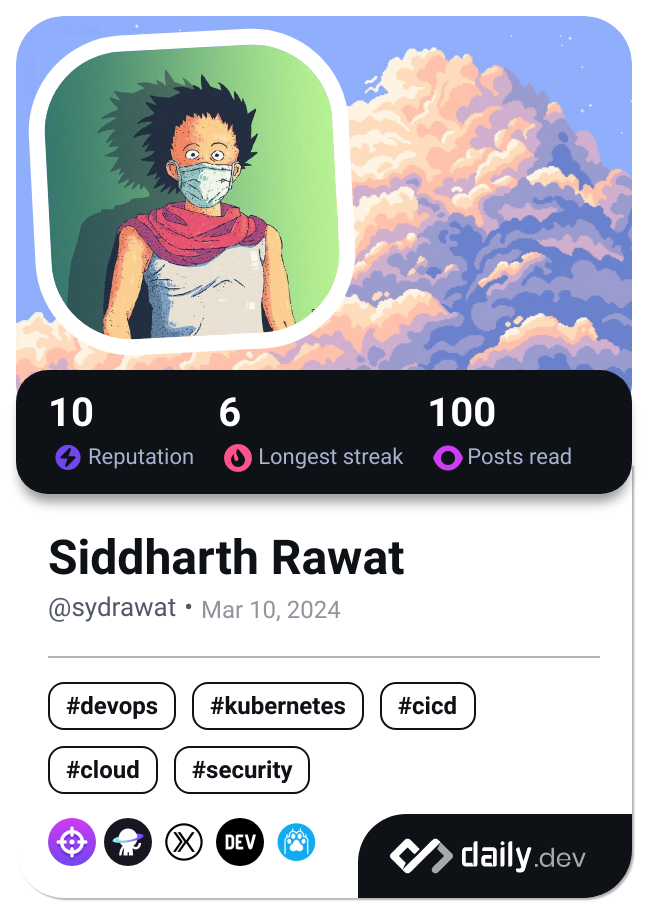 10 6 100
Reputation Longest streak Posts read
Siddharth Rawat
@sydrawat • Mar 10, 2024
#devops #kubernetes #cicd
#cloud #security
DEV
daily.dev